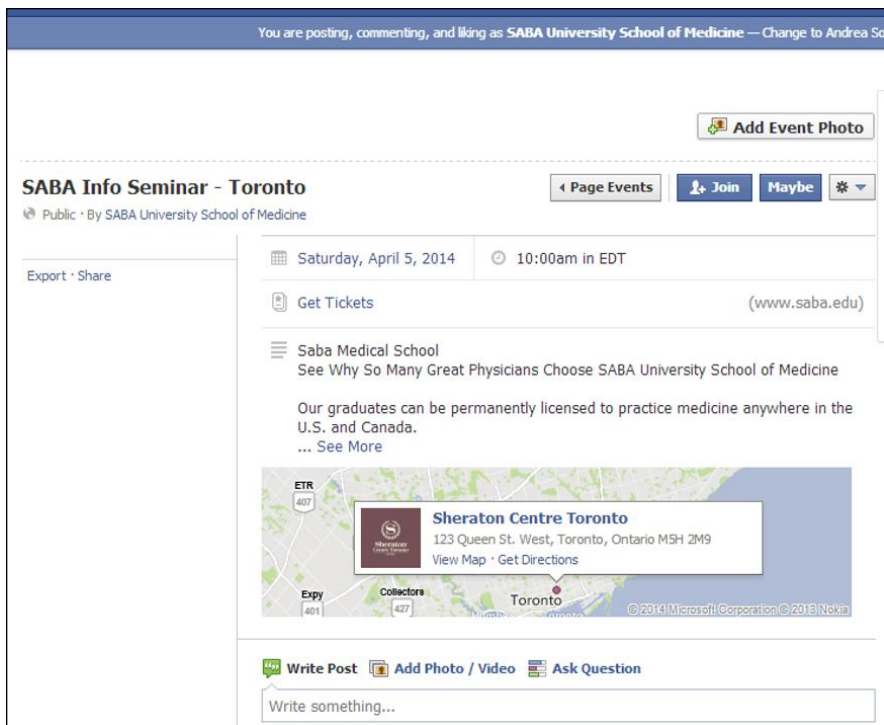 You are posting, commenting, and liking as SABA University School of Medicine — Change to Andrea
Add Event Photo
SABA Info Seminar - Toronto
Page Events
Join
Maybe
Public · By SABA University School of Medicine
Export · Share
Saturday, April 5, 2014
10:00am in EDT
Get Tickets
(www.saba.edu)
Saba Medical School
See Why So Many Great Physicians Choose SABA University School of Medicine
Our graduates can be permanently licensed to practice medicine anywhere in the
U.S. and Canada.
... See More
ETR
407
Sheraton Centre Toronto
123 Queen St. West, Toronto, Ontario M5H 2M9
View Map · Get Directions
Sheraton
Expy
401
Collectors
427
Toronto
© 2014 Microsoft Corporation © 2013 Nokia
Write Post
Add Photo / Video
Ask Question
Write something...